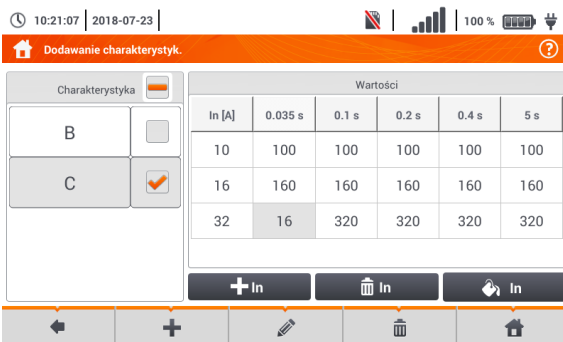 10:21:07 2018-07-23 100 %
Dodawanie charakterystyk. ?
Charakterystyka Wartości
In [A] 0.035 s 0.1 s 0.2 s 0.4 s 5 s
B
10 100 100 100 100 100
C
16 160 160 160 160 160
32 16 320 320 320 320
In In In